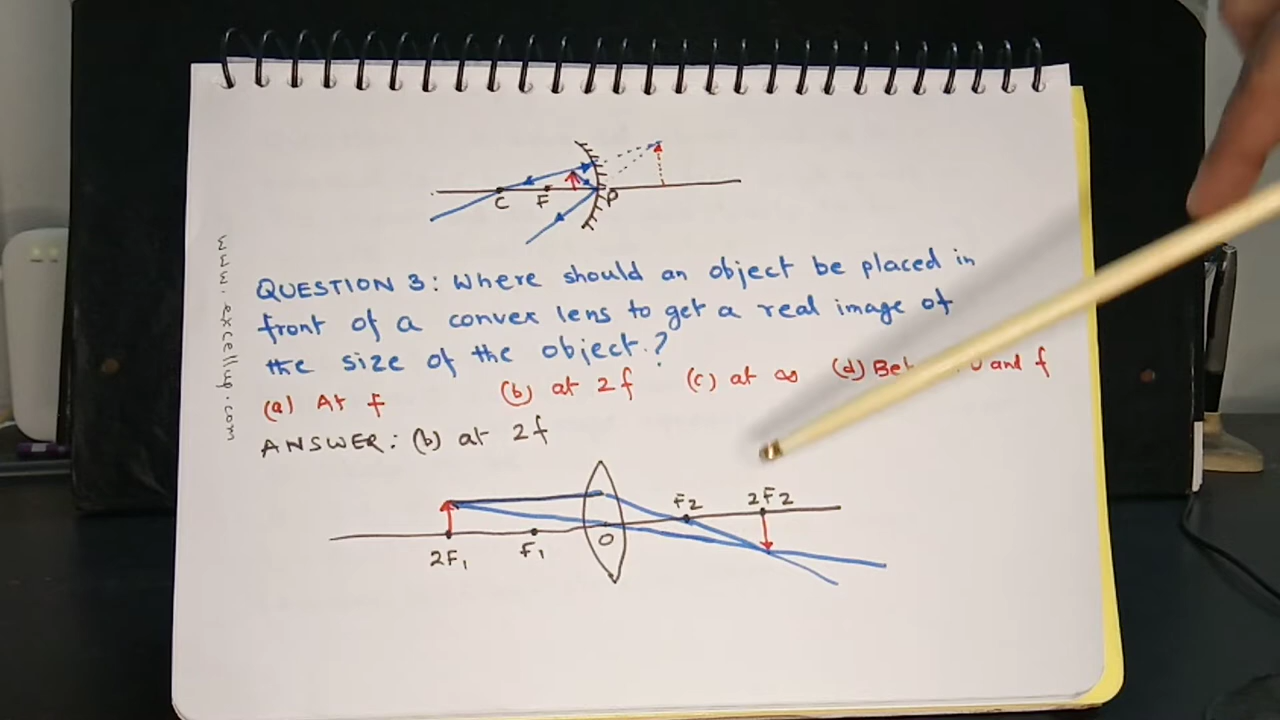 C F P
QUESTION 3: Where should an object be placed in
front of a convex lens to get a real image of
the size of the object.?
(a) At f (b) at 2f (c) at ∞ (d) and f
ANSWER: (b) at 2f
F2 2F2
2F1 F1 O
www.excellup.com